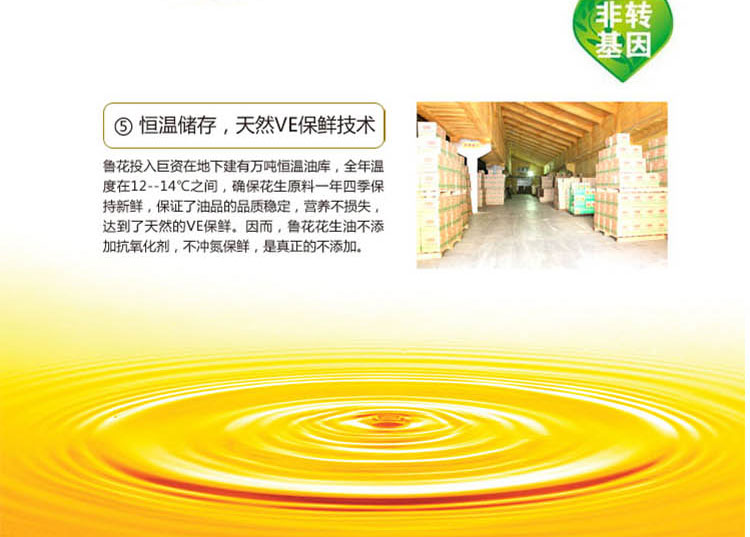 非转
基因
⑤ 恒温储存，天然VE保鲜技术
鲁花投入巨资在地下建有万吨恒温油库，全年温
度在12--14℃之间，确保花生原料一年四季保
持新鲜，保证了油品的品质稳定，营养不损失，
达到了天然的VE保鲜。因而，鲁花花生油不添
加抗氧化剂，不冲氮保鲜，是真正的不添加。